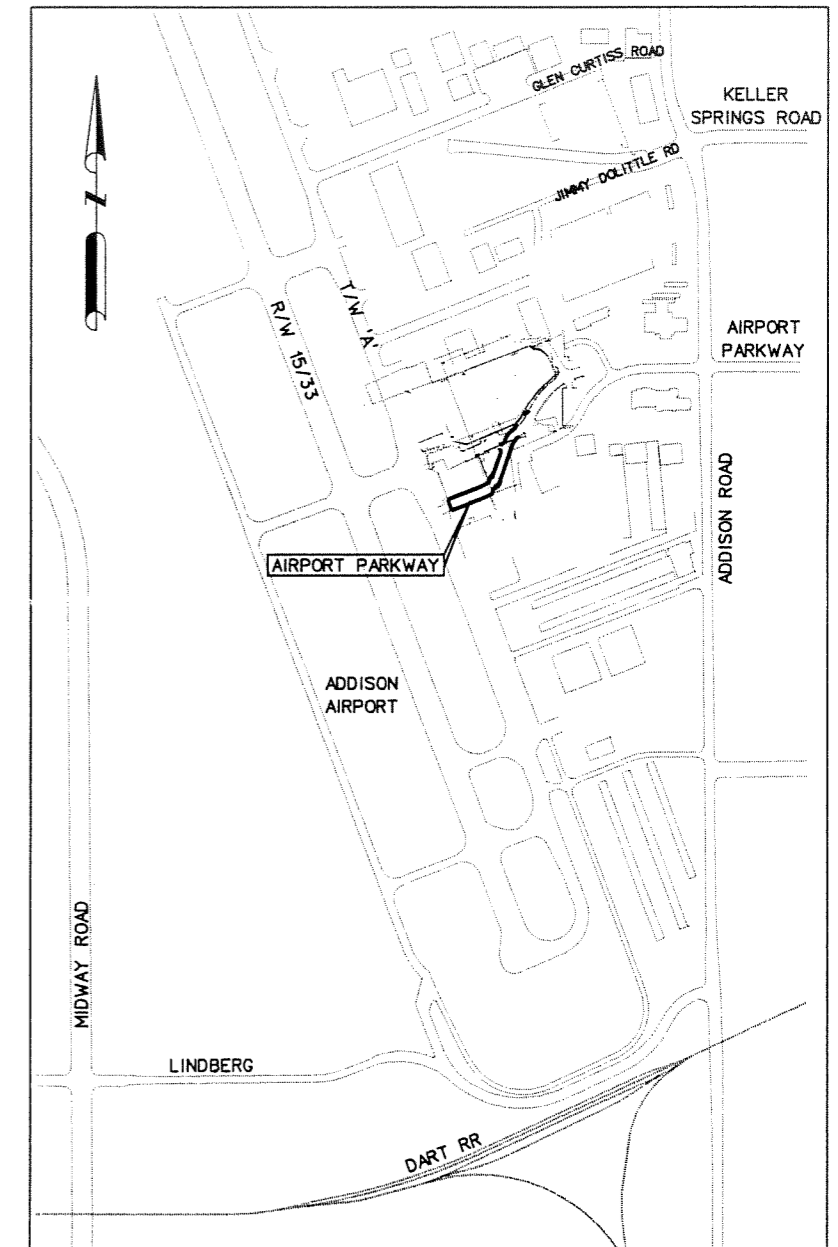 GLEN CURTISS ROAD
KELLER
SPRINGS ROAD
JIMMY DOLITTLE RD
N
T/W 'A'
R/W 15/33
AIRPORT
PARKWAY
ADDISON ROAD
AIRPORT PARKWAY
ADDISON
AIRPORT
MIDWAY ROAD
LINDBERG
DART RR